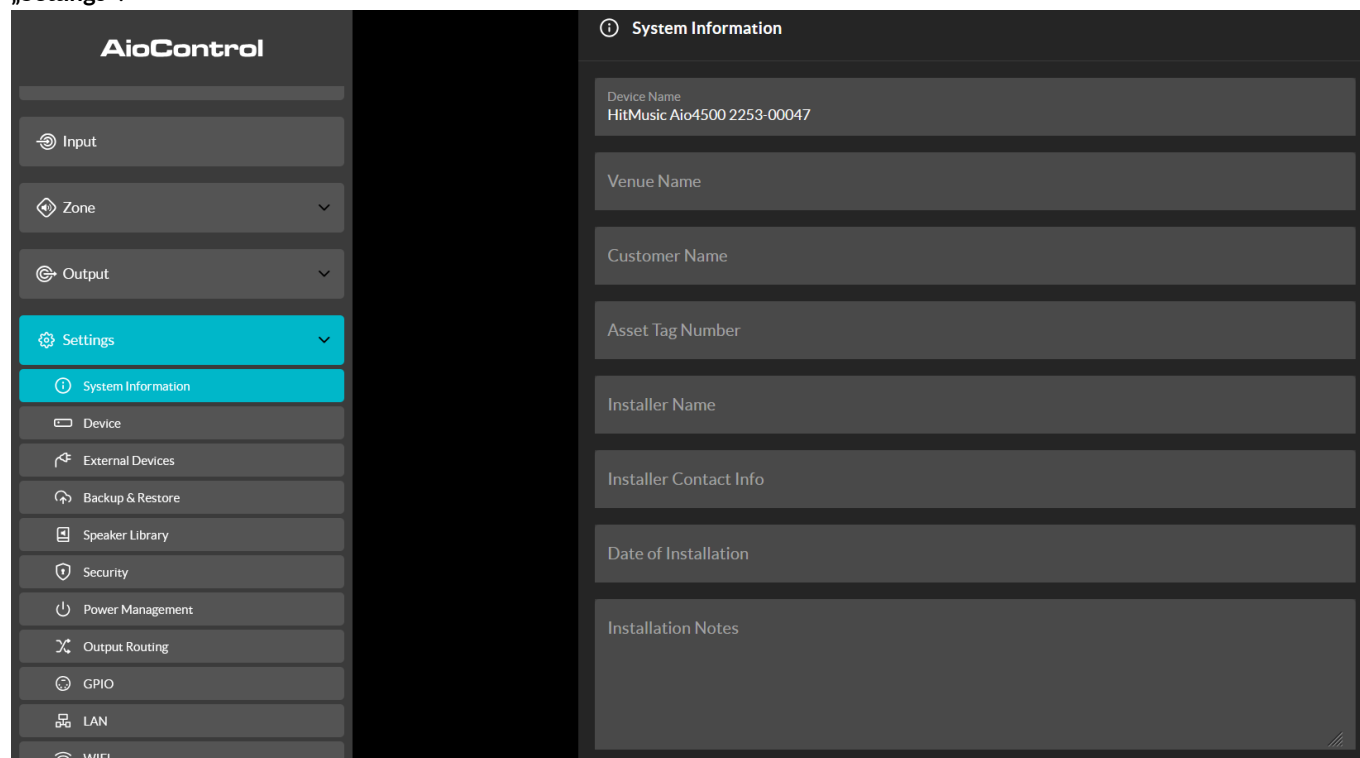 „Settings“.
AioControl
Input
Zone
Output
Settings
System Information
Device
External Devices
Backup & Restore
Speaker Library
Security
Power Management
Output Routing
GPIO
LAN
WIFI
System Information
Device Name
HitMusic Aio4500 2253-00047
Venue Name
Customer Name
Asset Tag Number
Installer Name
Installer Contact Info
Date of Installation
Installation Notes